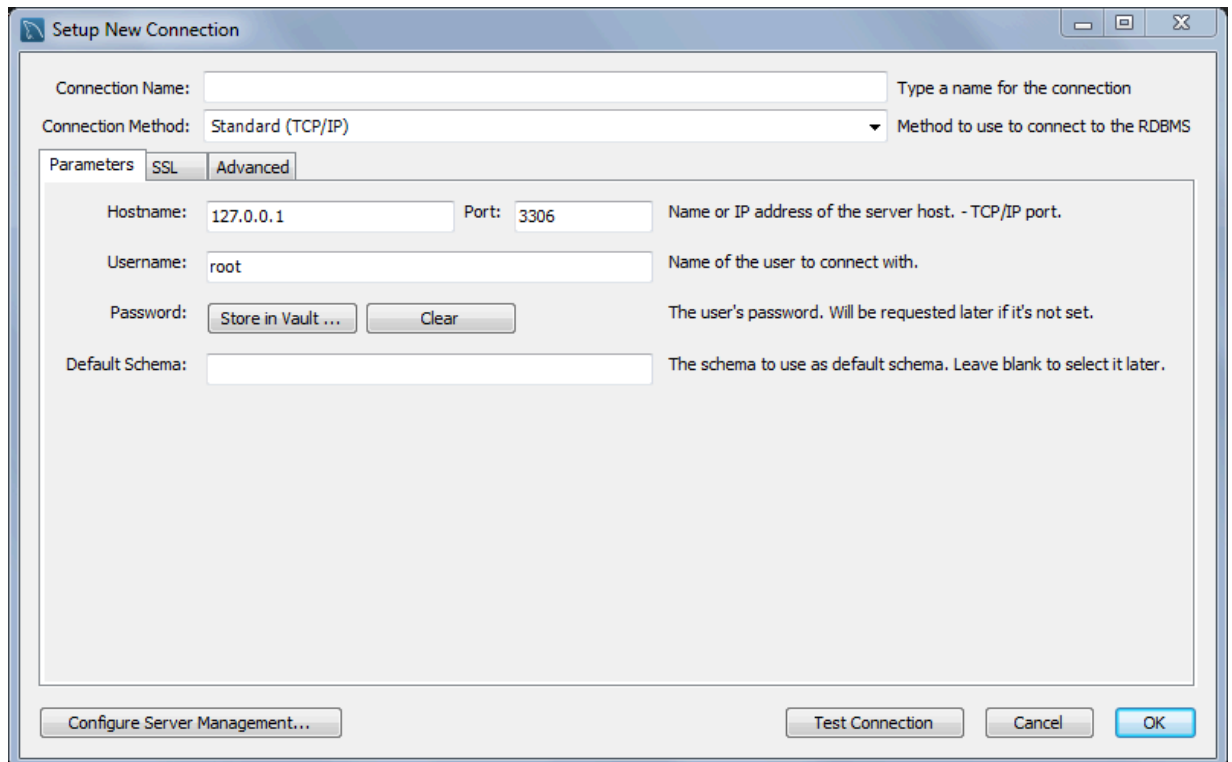 Setup New Connection
Connection Name: Type a name for the connection
Connection Method: Standard (TCP/IP) Method to use to connect to the RDBMS
Parameters SSL Advanced
Hostname: 127.0.0.1 Port: 3306 Name or IP address of the server host. - TCP/IP port.
Username: root Name of the user to connect with.
Password: Store in Vault ... Clear The user's password. Will be requested later if it's not set.
Default Schema: The schema to use as default schema. Leave blank to select it later.
Configure Server Management... Test Connection Cancel OK